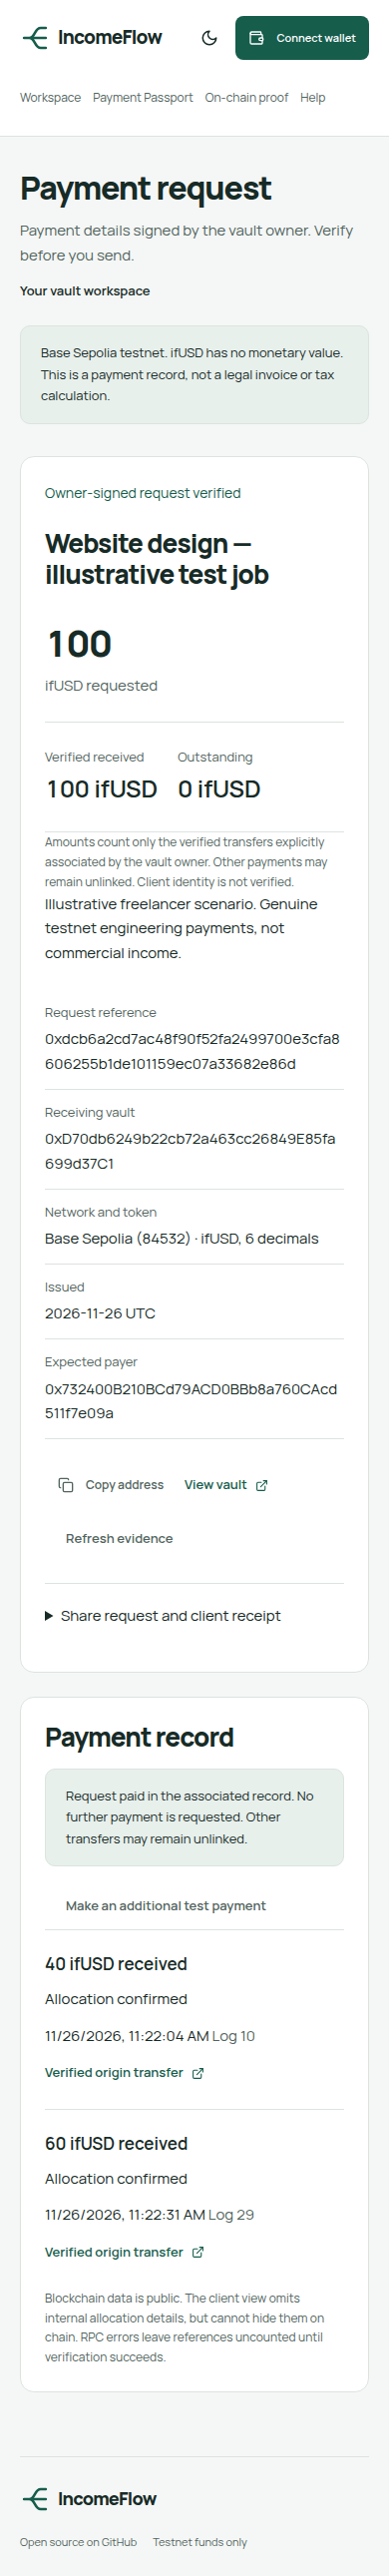 IncomeFlow
Connect wallet
Workspace Payment Passport On-chain proof Help
Payment request
Payment details signed by the vault owner. Verify
before you send.
Your vault workspace
Base Sepolia testnet. ifUSD has no monetary value.
This is a payment record, not a legal invoice or tax
calculation.
Owner-signed request verified
Website design —
illustrative test job
100
ifUSD requested
Verified received Outstanding
100 ifUSD 0 ifUSD
Amounts count only the verified transfers explicitly
associated by the vault owner. Other payments may
remain unlinked. Client identity is not verified.
Illustrative freelancer scenario. Genuine
testnet engineering payments, not
commercial income.
Request reference
0xdcb6a2cd7ac48f90f52fa2499700e3cfa8
606255b1de101159ec07a33682e86d
Receiving vault
0xD70db6249b22cb72a463cc26849E85fa
699d37C1
Network and token
Base Sepolia (84532) · ifUSD, 6 decimals
Issued
2026-11-26 UTC
Expected payer
0x732400B210BCd79ACD0BBb8a760CAcd
511f7e09a
Copy address View vault
Refresh evidence
Share request and client receipt
Payment record
Request paid in the associated record. No
further payment is requested. Other
transfers may remain unlinked.
Make an additional test payment
40 ifUSD received
Allocation confirmed
11/26/2026, 11:22:04 AM Log 10
Verified origin transfer
60 ifUSD received
Allocation confirmed
11/26/2026, 11:22:31 AM Log 29
Verified origin transfer
Blockchain data is public. The client view omits
internal allocation details, but cannot hide them on
chain. RPC errors leave references uncounted until
verification succeeds.
IncomeFlow
Open source on GitHub Testnet funds only